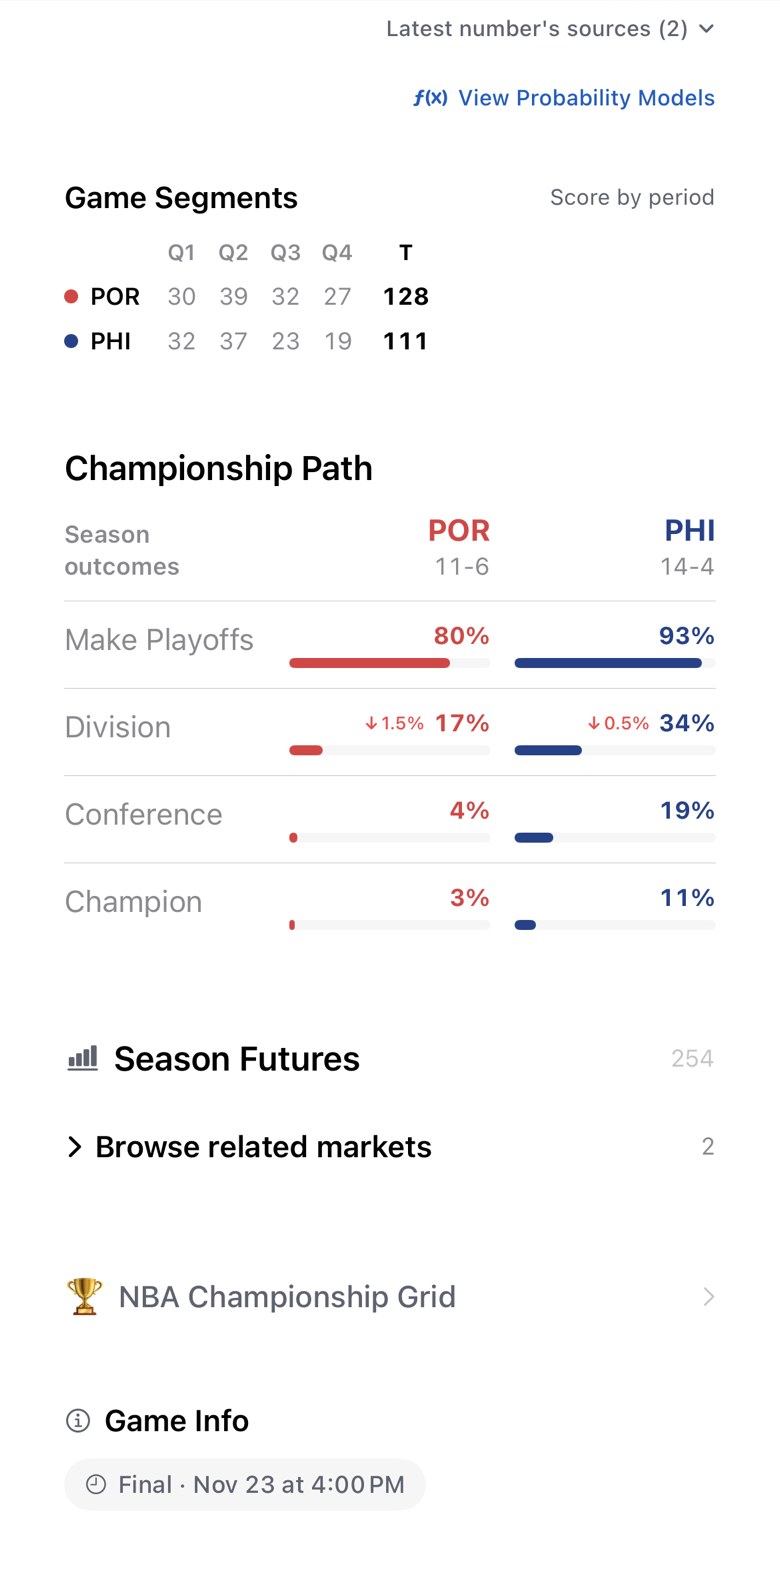 Latest number's sources (2)
f(x) View Probability Models
Game Segments Score by period
Q1 Q2 Q3 Q4 T
POR 30 39 32 27 128
PHI 32 37 23 19 111
Championship Path
Season outcomes POR PHI
11-6 14-4
Make Playoffs 80% 93%
Division ↓1.5% 17% ↓0.5% 34%
Conference 4% 19%
Champion 3% 11%
Season Futures 254
Browse related markets 2
NBA Championship Grid
Game Info
Final · Nov 23 at 4:00 PM